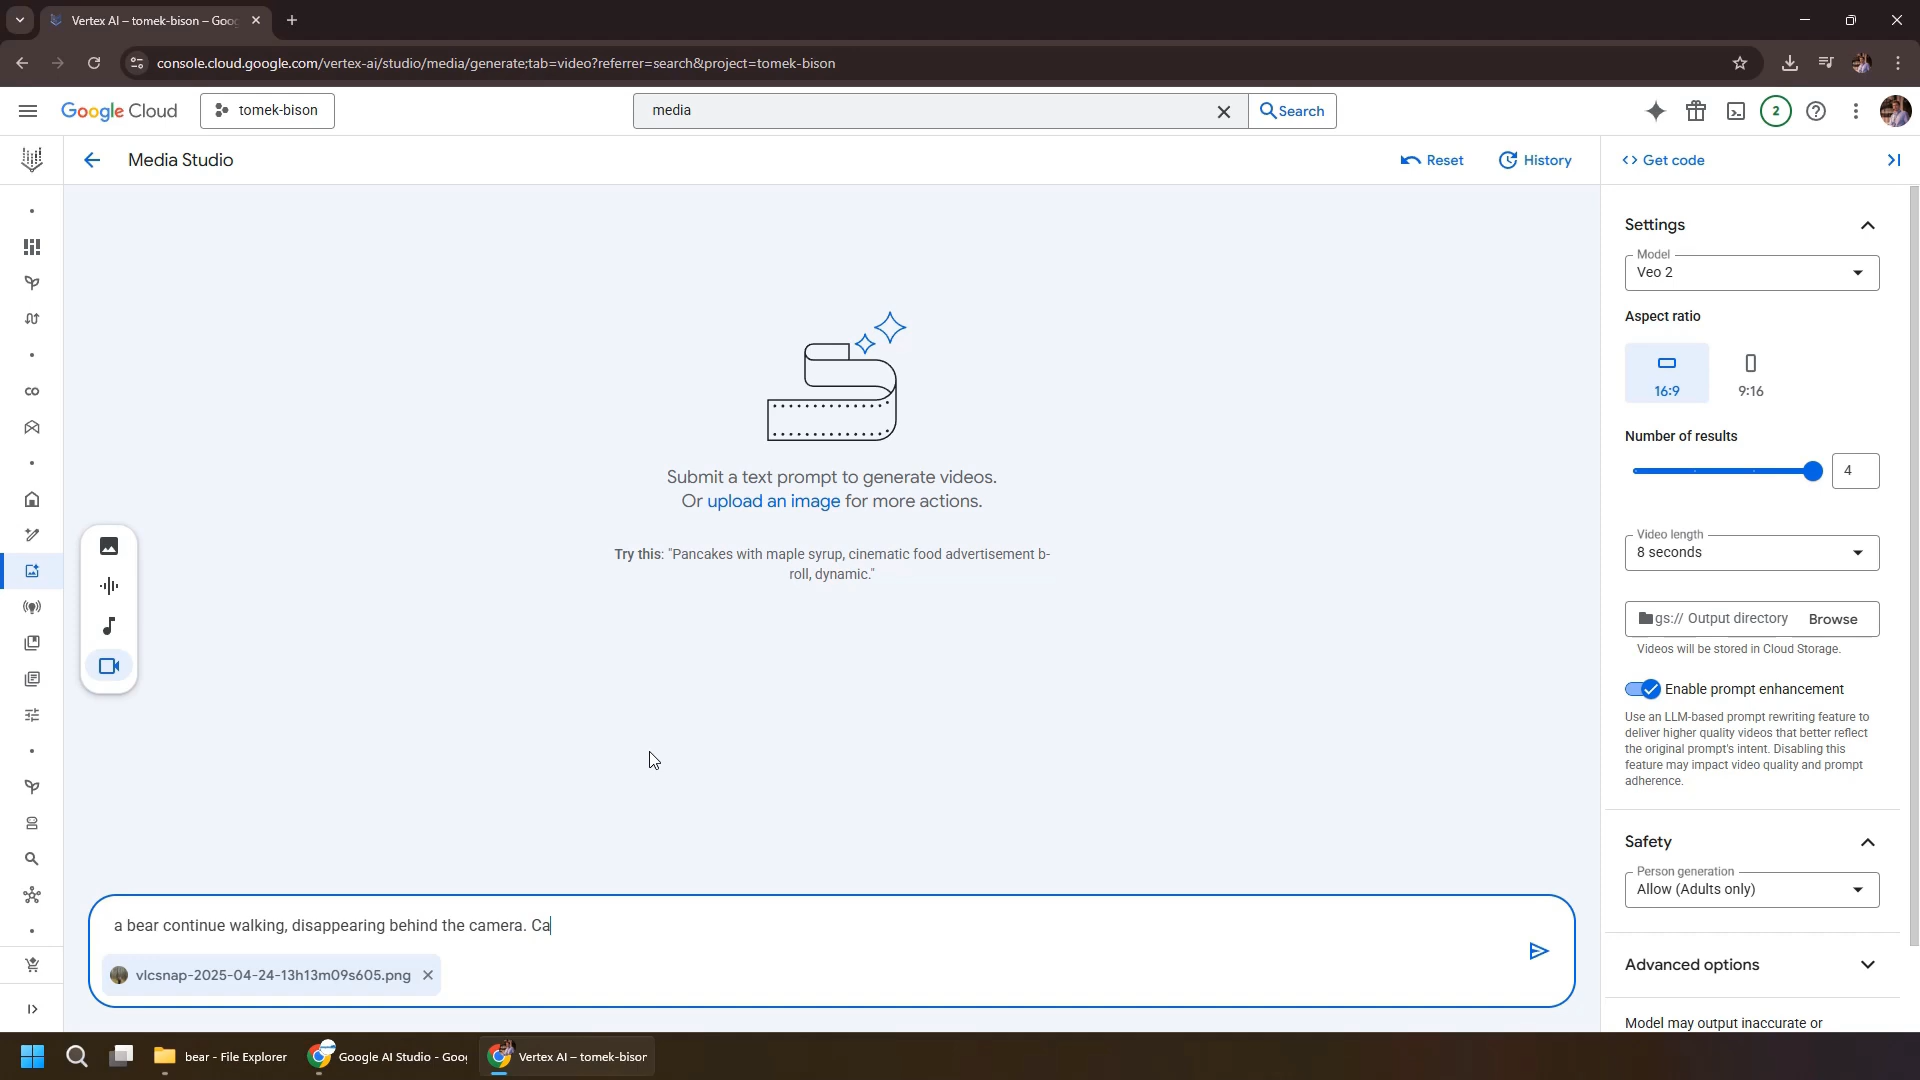 Vertex AI – tomek-bison – Goo
console.cloud.google.com/vertex-ai/studio/media/generate;tab=video?referrer=search&project=tomek-bison
Google Cloud
tomek-bison
media
Search
2
Media Studio
Reset
History
Get code
Submit a text prompt to generate videos.
Or upload an image for more actions.
Try this: "Pancakes with maple syrup, cinematic food advertisement b-
roll, dynamic."
a bear continue walking, disappearing behind the camera. Ca
vlcsnap-2025-04-24-13h13m09s605.png
Settings
Model
Veo 2
Aspect ratio
16:9
9:16
Number of results
4
Video length
8 seconds
gs:// Output directory
Browse
Videos will be stored in Cloud Storage.
Enable prompt enhancement
Use an LLM-based prompt rewriting feature to
deliver higher quality videos that better reflect
the original prompt's intent. Disabling this
feature may impact video quality and prompt
adherence.
Safety
Person generation
Allow (Adults only)
Advanced options
Model may output inaccurate or
bear - File Explorer
Google AI Studio - Goo
Vertex AI – tomek-bison